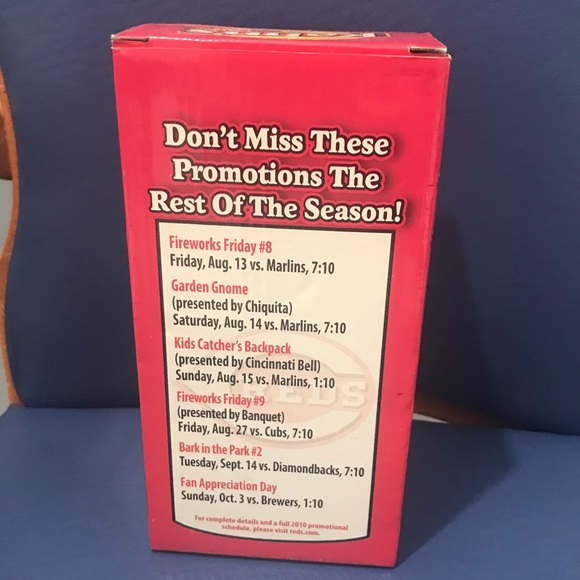 Don't Miss These
Promotions The
Rest Of The Season!
Fireworks Friday #8
Friday, Aug. 13 vs. Marlins, 7:10
Garden Gnome
(presented by Chiquita)
Saturday, Aug. 14 vs. Marlins, 7:10
Kids Catcher's Backpack
(presented by Cincinnati Bell)
Sunday, Aug. 15 vs. Marlins, 1:10
REDS
Fireworks Friday #9
(presented by Banquet)
Friday, Aug. 27 vs. Cubs, 7:10
Bark in the Park #2
Tuesday, Sept. 14 vs. Diamondbacks, 7:10
Fan Appreciation Day
Sunday, Oct. 3 vs. Brewers, 1:10
For complete details and a full 2010 promotional
schedule, please visit reds.com.